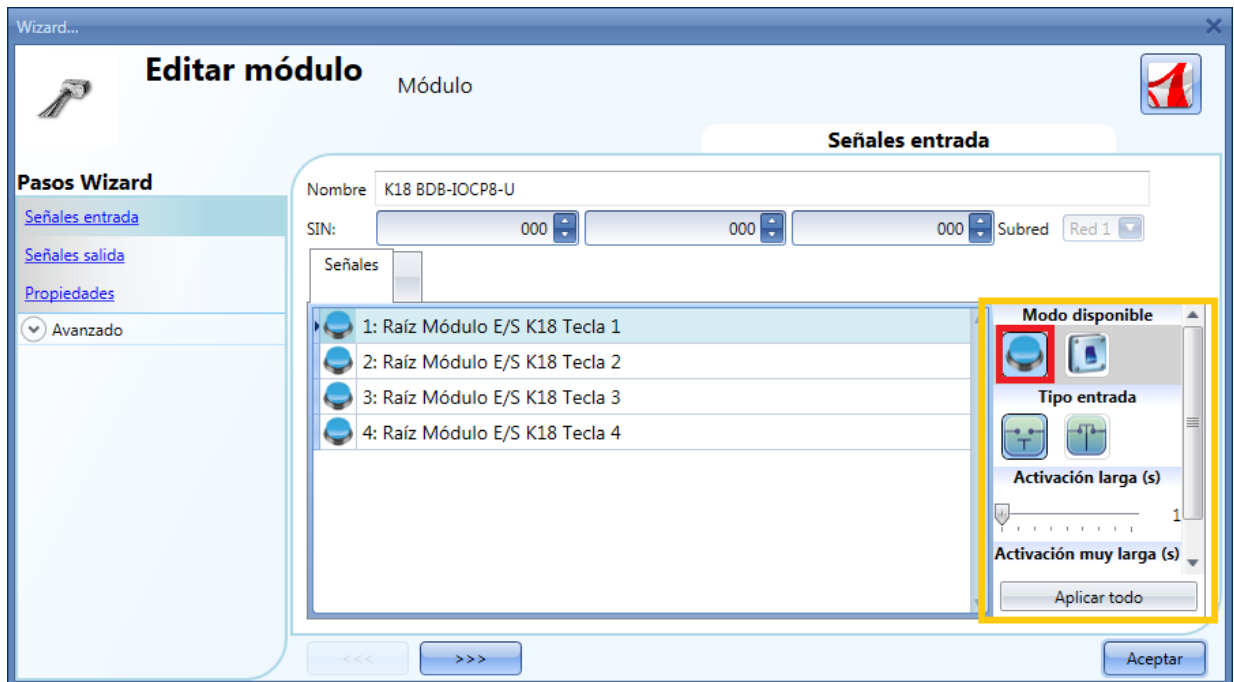 Wizard...
Editar módulo
Módulo
Señales entrada
Pasos Wizard
Señales entrada
Señales salida
Propiedades
Avanzado
Nombre K18 BDB-IOCP8-U
SIN: 000 000 000 Subred Red 1
Señales
1: Raíz Módulo E/S K18 Tecla 1
2: Raíz Módulo E/S K18 Tecla 2
3: Raíz Módulo E/S K18 Tecla 3
4: Raíz Módulo E/S K18 Tecla 4
Modo disponible
Tipo entrada
Activación larga (s)
1
Activación muy larga (s)
Aplicar todo
<<< >>> Aceptar